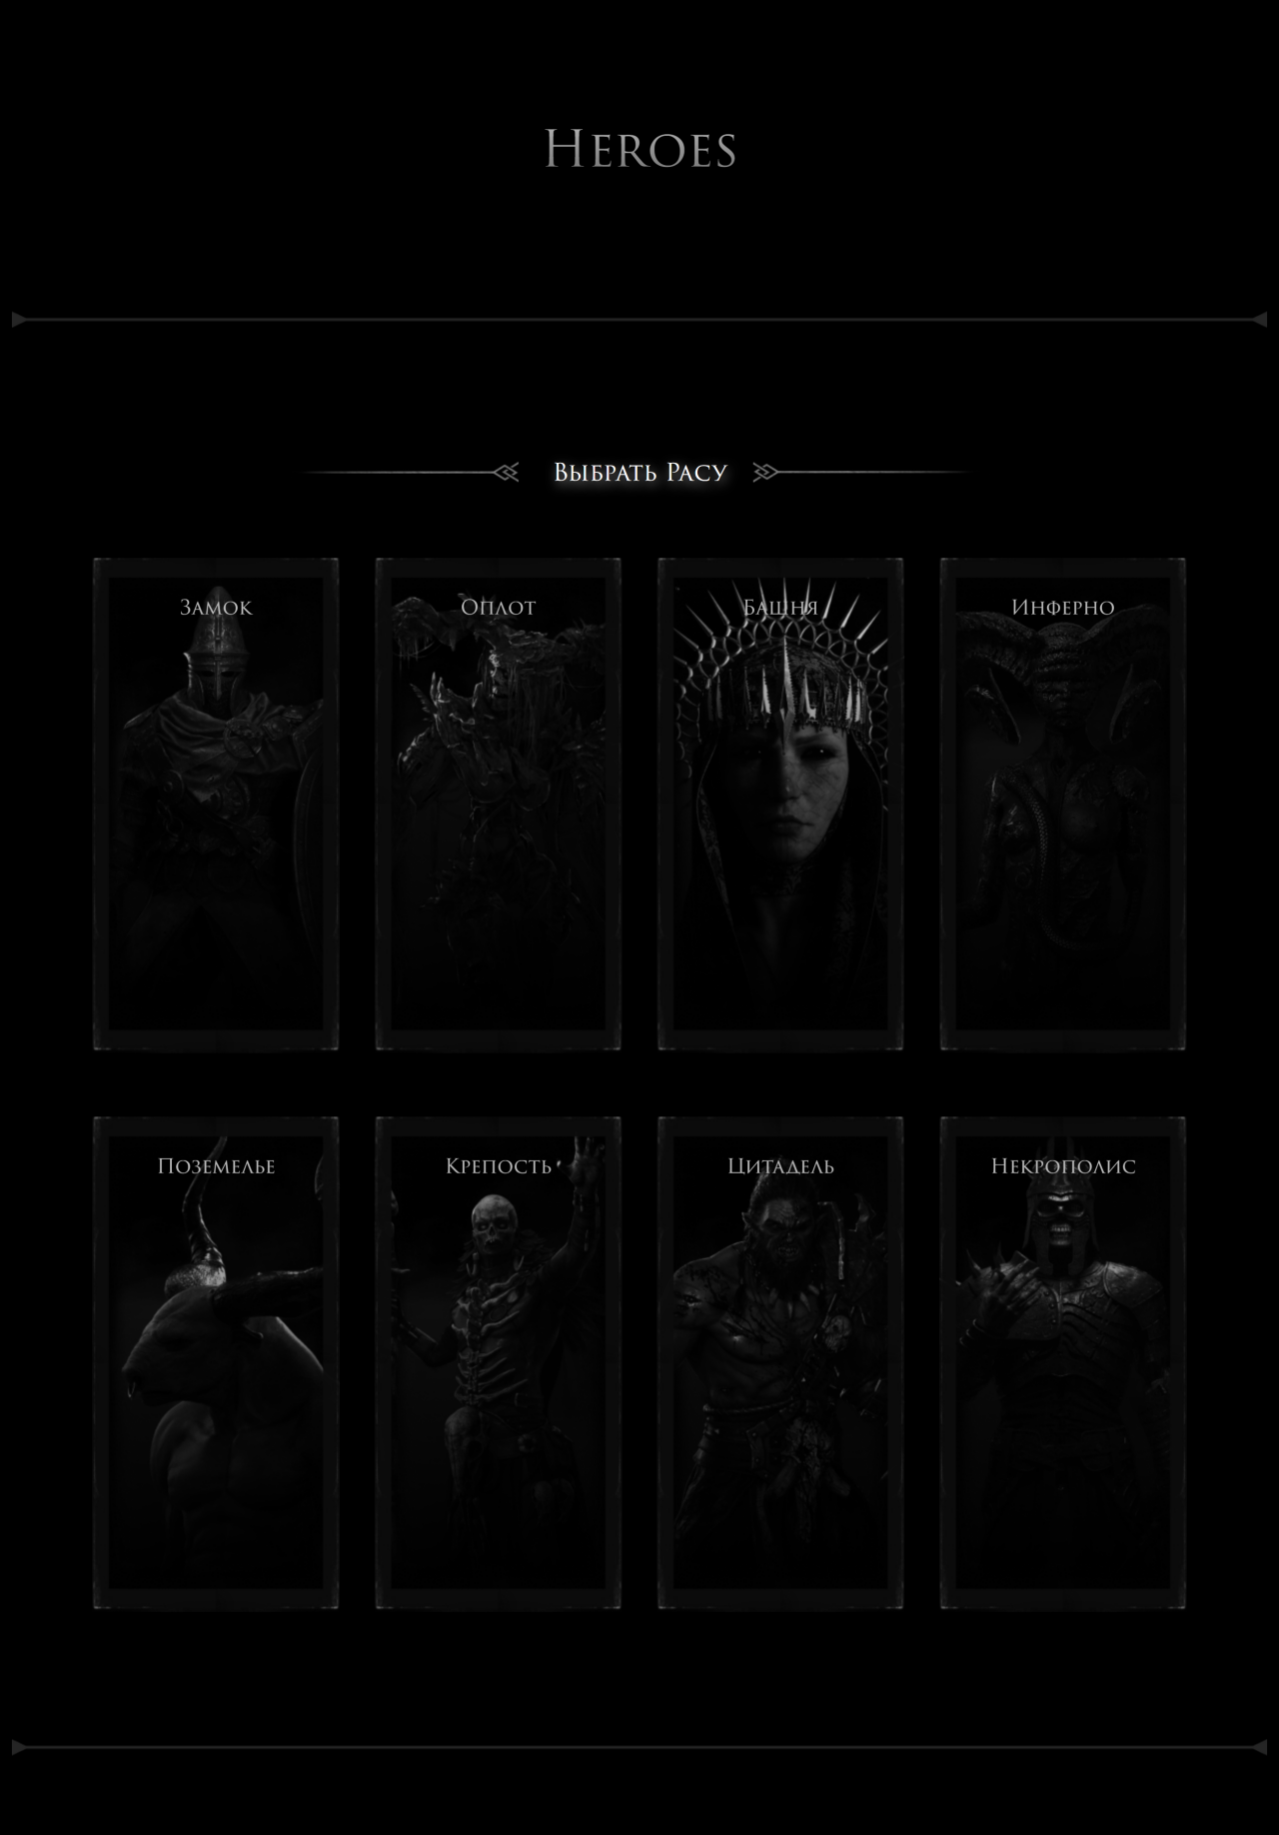 Heroes
Выбрать Расу
Замок
Оплот
Башня
Инферно
Поземелье
Крепость
Цитадель
Некрополис